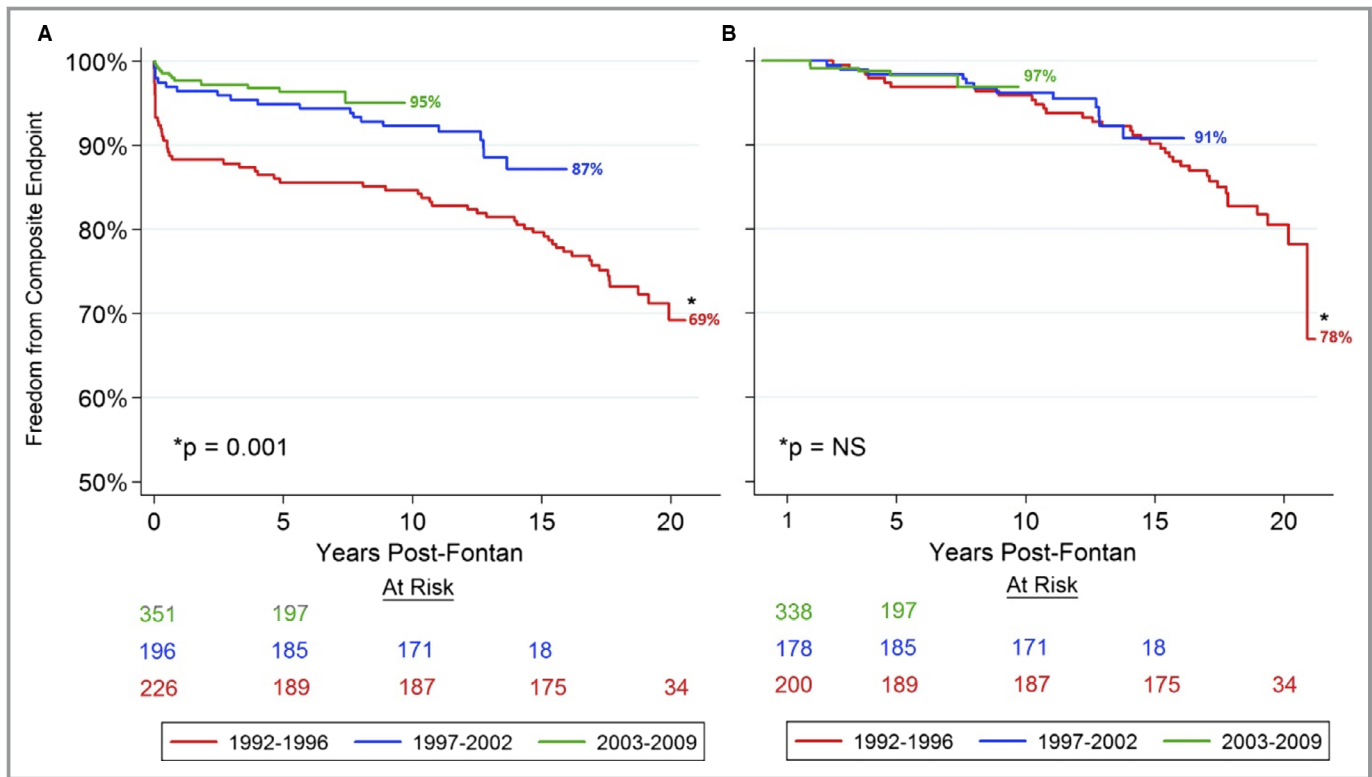 A
Freedom from Composite Endpoint
100%
90%
80%
70%
60%
50%
95%
87%
*
69%
*p = 0.001
0 5 10 15 20
Years Post-Fontan
At Risk
351 197
196 185 171 18
226 189 187 175 34
1992-1996 1997-2002 2003-2009
B
97%
91%
*
78%
*p = NS
1 5 10 15 20
Years Post-Fontan
At Risk
338 197
178 185 171 18
200 189 187 175 34
1992-1996 1997-2002 2003-2009